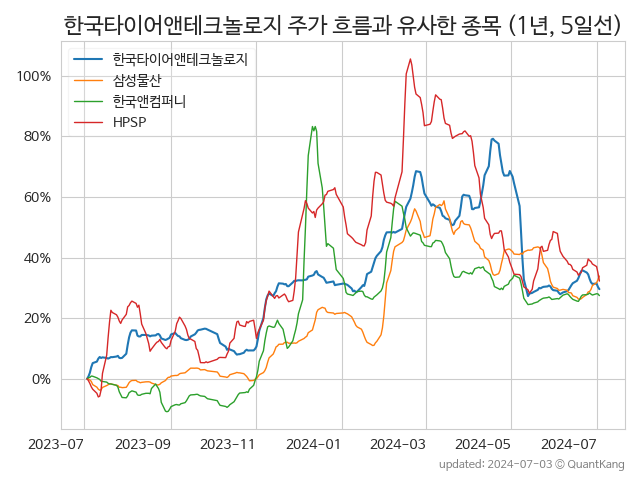 한국타이어앤테크놀로지 주가 흐름과 유사한 종목 (1년, 5일선)
한국타이어앤테크놀로지
삼성물산
한국앤컴퍼니
HPSP
100%
80%
60%
40%
20%
0%
2023-07 2023-09 2023-11 2024-01 2024-03 2024-05 2024-07
updated: 2024-07-03 © QuantKang